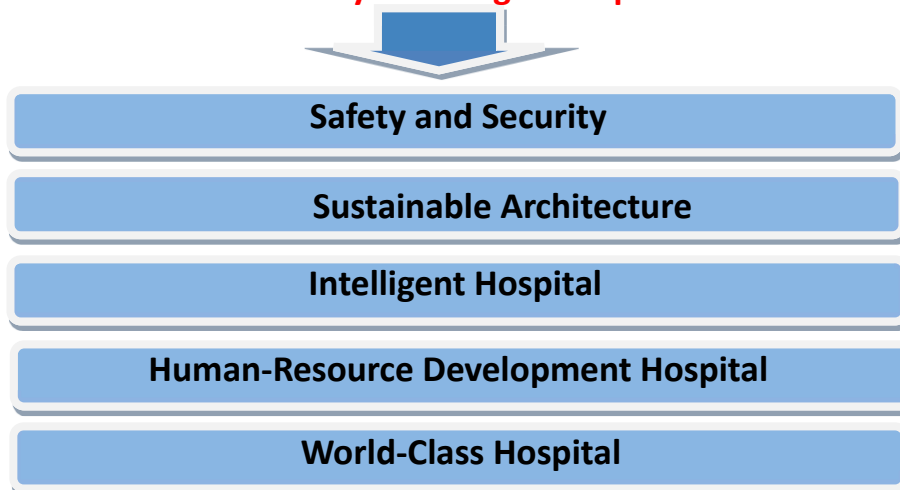 Safety and Security
Sustainable Architecture
Intelligent Hospital
Human-Resource Development Hospital
World-Class Hospital